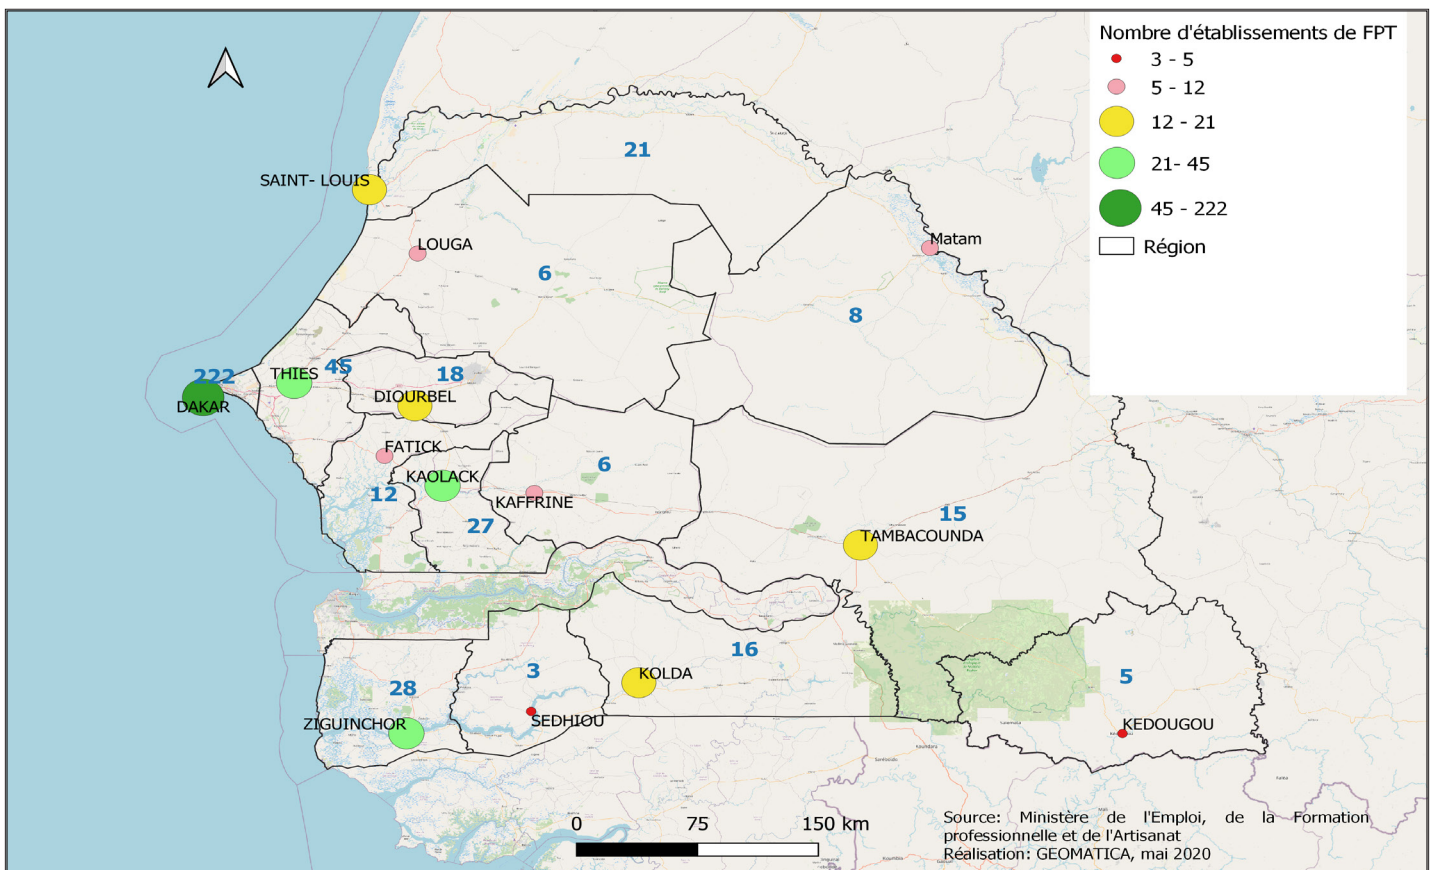 Nombre d'établissements de FPT
3 - 5
5 - 12
12 - 21
21- 45
45 - 222
Région
21
SAINT- LOUIS
LOUGA
Matam
6
8
222
THIES
45
18
DAKAR
DIOURBEL
FATICK
6
KAOLACK
12
KAFFRINE
27
15
TAMBACOUNDA
16
3
KOLDA
5
28
ZIGUINCHOR
SEDHIOU
KEDOUGOU
0 75 150 km
Source: Ministère de l'Emploi, de la Formation
professionnelle et de l'Artisanat
Réalisation: GEOMATICA, mai 2020